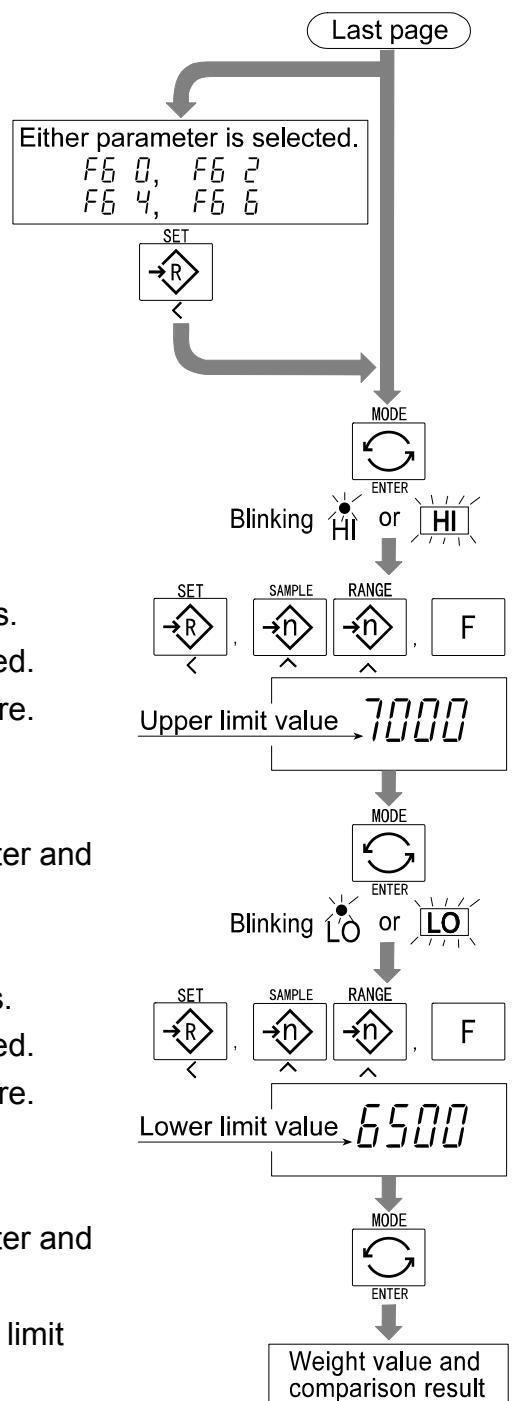 Last page
Either parameter is selected.
F6 0, F6 2
F6 4, F6 6
SET
→R
<
MODE
ENTER
Blinking HI or HI
s.
ed.
re.
SET , SAMPLE RANGE , F
→R →n →n
< ^ ^
Upper limit value 7000
ter and
MODE
ENTER
Blinking LO or LO
s.
ed.
re.
SET , SAMPLE RANGE , F
→R →n →n
< ^ ^
Lower limit value 6500
ter and
MODE
ENTER
limit
Weight value and
comparison result